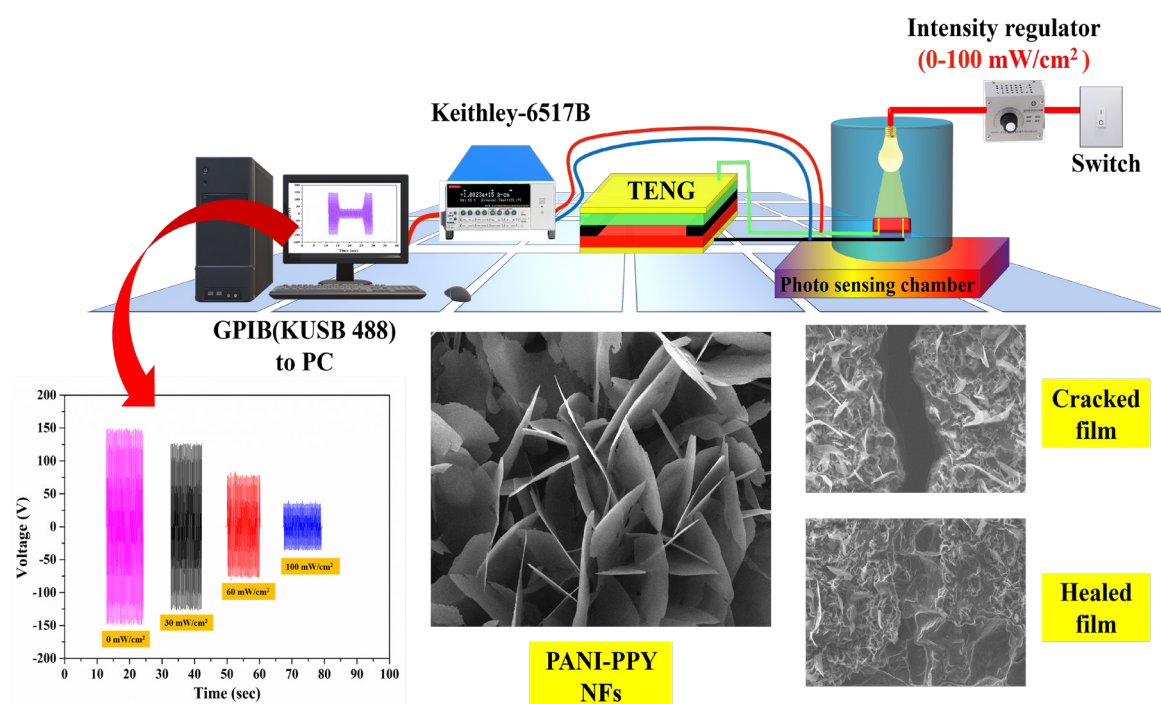 Intensity regulator
(0-100 mW/cm²)
Keithley-6517B
Switch
TENG
Photo sensing chamber
GPIB(KUSB 488)
to PC
Cracked
film
Healed
film
PANI-PPY
NFs
Voltage (V)
200
150
100
50
0
-50
-100
-150
-200
0 mW/cm²
30 mW/cm²
60 mW/cm²
100 mW/cm²
0 10 20 30 40 50 60 70 80 90 100
Time (sec)